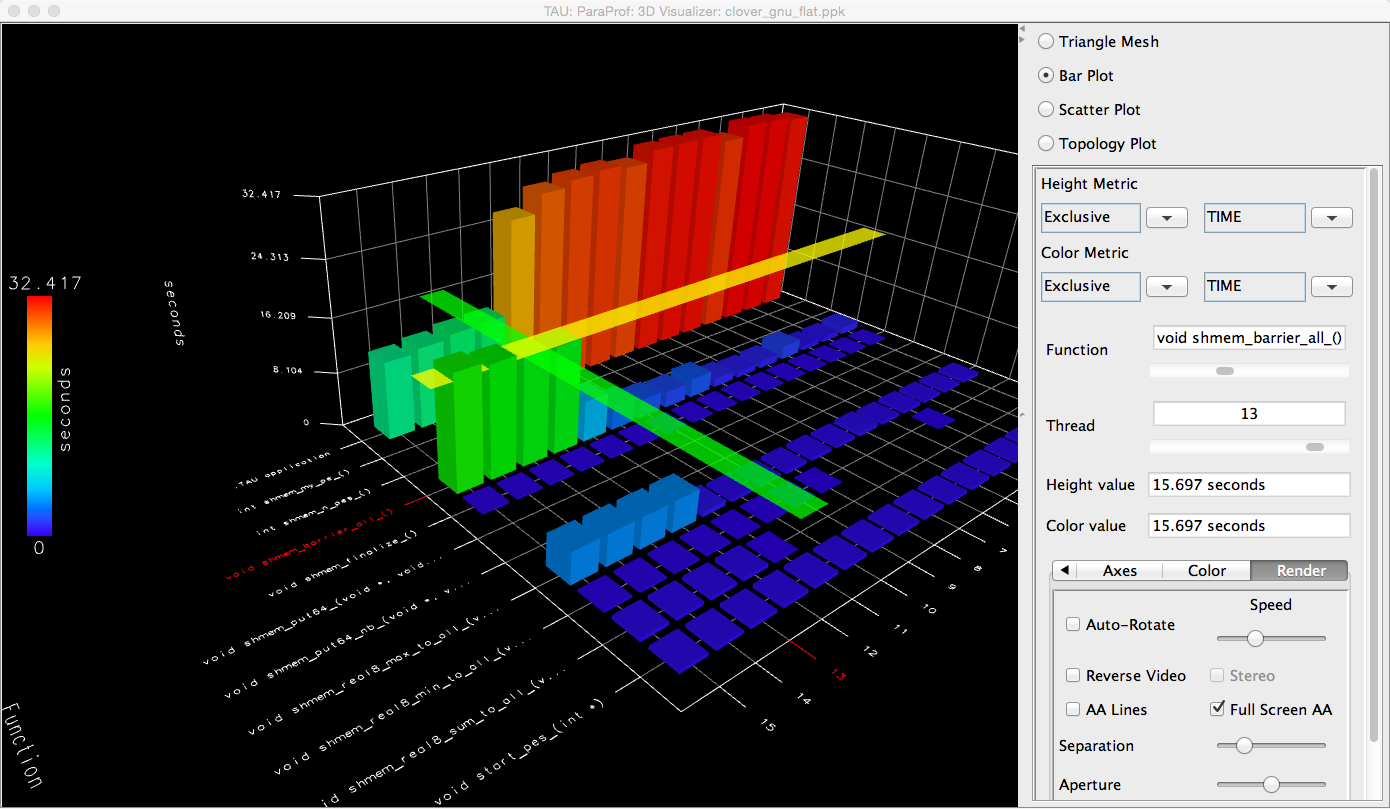 TAU: ParaProf: 3D Visualizer: clover_gnu_flat.ppk
32.417
24.313
16.209
8.104
0
seconds
32.417
seconds
0
.TAU application
int shmem_my_pe_()
int shmem_n_pes_()
void shmem_barrier_all_()
void shmem_finalize_()
void shmem_put64_(void *, void...
void shmem_put64_nb_(void *, v...
void shmem_real8_max_to_all_(v...
void shmem_real8_min_to_all_(v...
id shmem_real8_sum_to_all_(v...
void start_pes_(int *)
Function
7
8
9
10
11
12
13
14
15
Triangle Mesh
Bar Plot
Scatter Plot
Topology Plot
Height Metric
Exclusive TIME
Color Metric
Exclusive TIME
Function void shmem_barrier_all_()
Thread 13
Height value 15.697 seconds
Color value 15.697 seconds
Axes Color Render
Speed
Auto-Rotate
Reverse Video Stereo
AA Lines Full Screen AA
Separation
Aperture